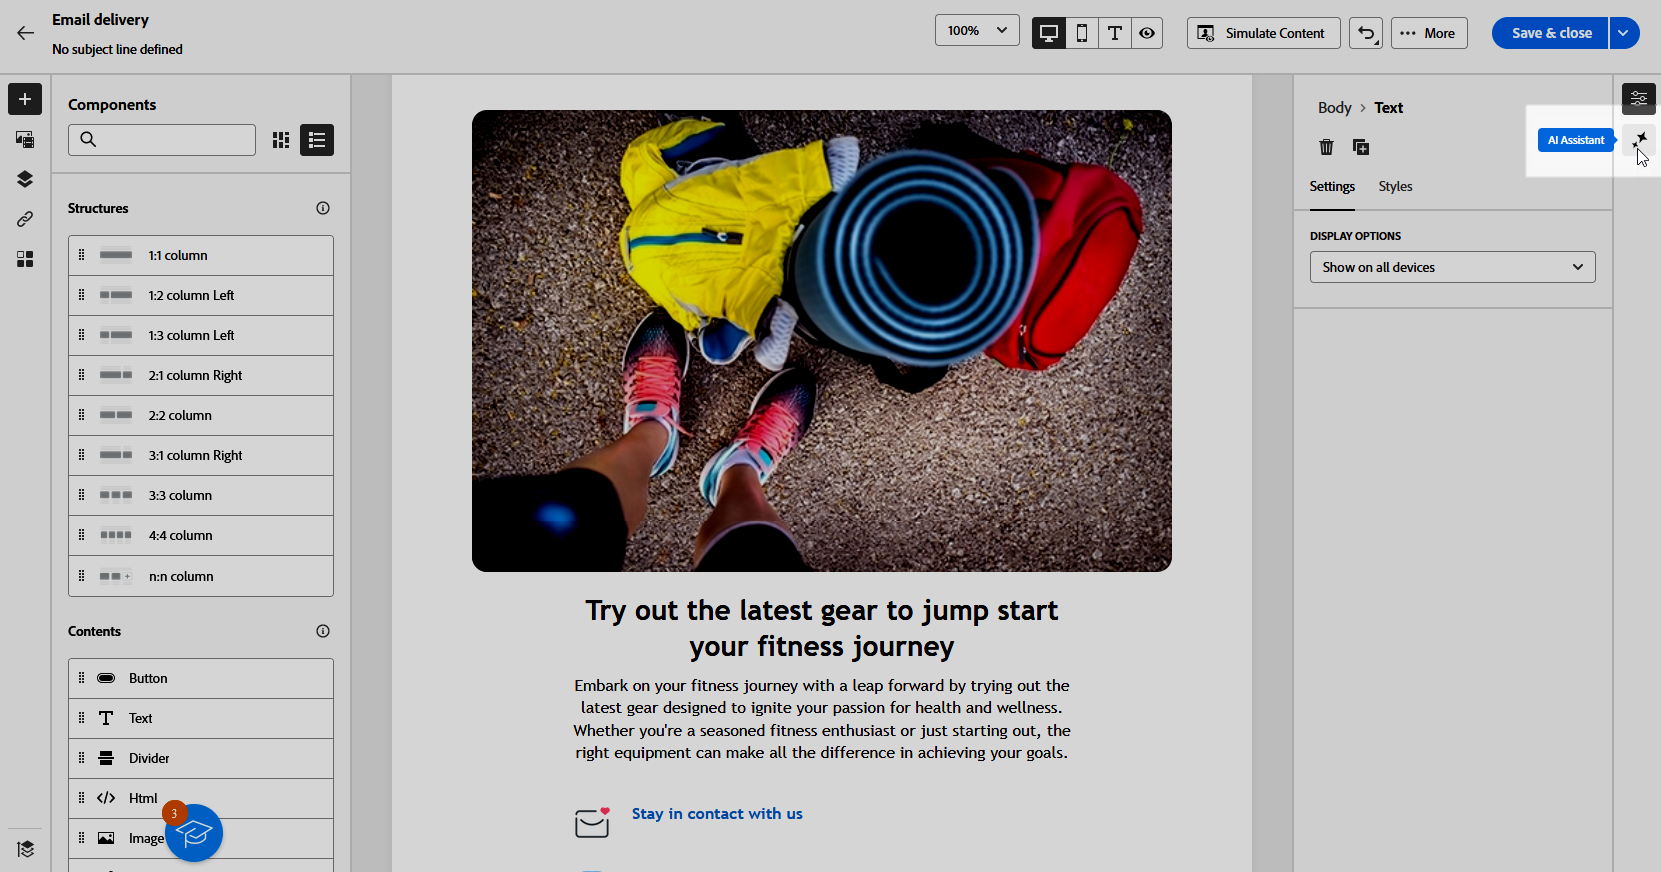 Email delivery
No subject line defined
100%
Simulate Content
More
Save & close
Components
Structures
1:1 column
1:2 column Left
1:3 column Left
2:1 column Right
2:2 column
3:1 column Right
3:3 column
4:4 column
n:n column
Contents
Button
Text
Divider
Html
3
Image
Try out the latest gear to jump start
your fitness journey
Embark on your fitness journey with a leap forward by trying out the
latest gear designed to ignite your passion for health and wellness.
Whether you're a seasoned fitness enthusiast or just starting out, the
right equipment can make all the difference in achieving your goals.
Stay in contact with us
Body > Text
AI Assistant
Settings Styles
DISPLAY OPTIONS
Show on all devices